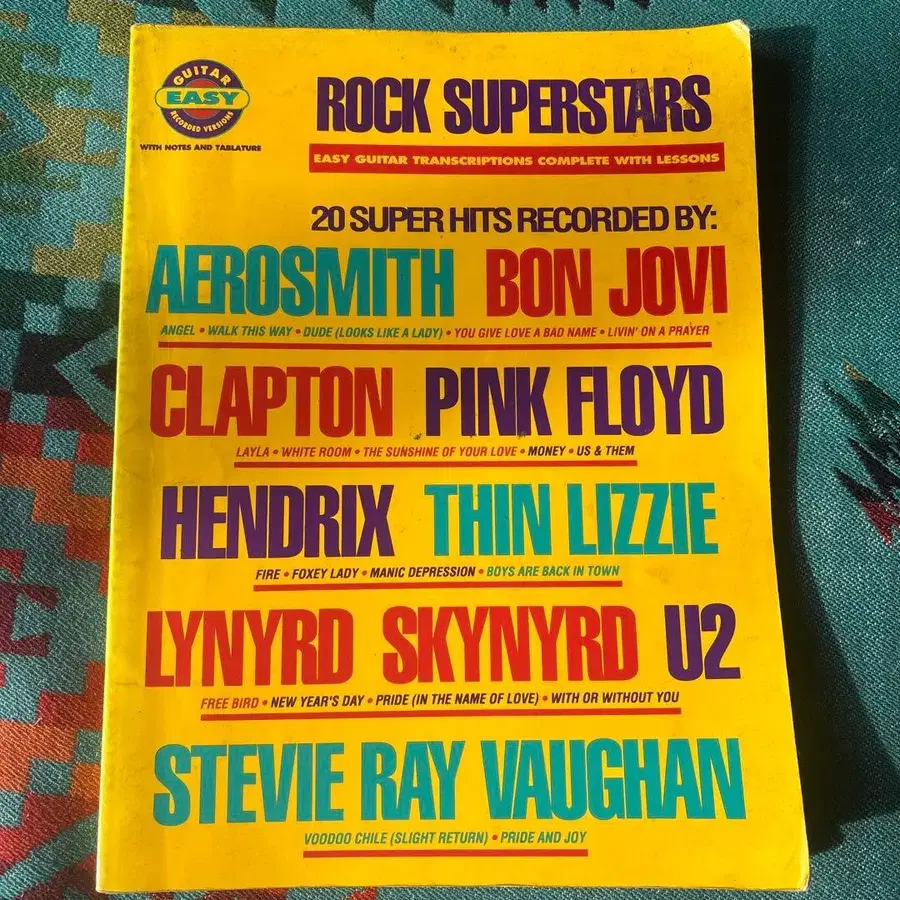 GUITAR
EASY
RECORDED VERSIONS
WITH NOTES AND TABLATURE
ROCK SUPERSTARS
EASY GUITAR TRANSCRIPTIONS COMPLETE WITH LESSONS
20 SUPER HITS RECORDED BY:
AEROSMITH BON JOVI
ANGEL • WALK THIS WAY • DUDE (LOOKS LIKE A LADY) • YOU GIVE LOVE A BAD NAME • LIVIN' ON A PRAYER
CLAPTON PINK FLOYD
LAYLA • WHITE ROOM • THE SUNSHINE OF YOUR LOVE • MONEY • US & THEM
HENDRIX THIN LIZZIE
FIRE • FOXEY LADY • MANIC DEPRESSION • BOYS ARE BACK IN TOWN
LYNYRD SKYNYRD U2
FREE BIRD • NEW YEAR'S DAY • PRIDE (IN THE NAME OF LOVE) • WITH OR WITHOUT YOU
STEVIE RAY VAUGHAN
VOODOO CHILE (SLIGHT RETURN) • PRIDE AND JOY